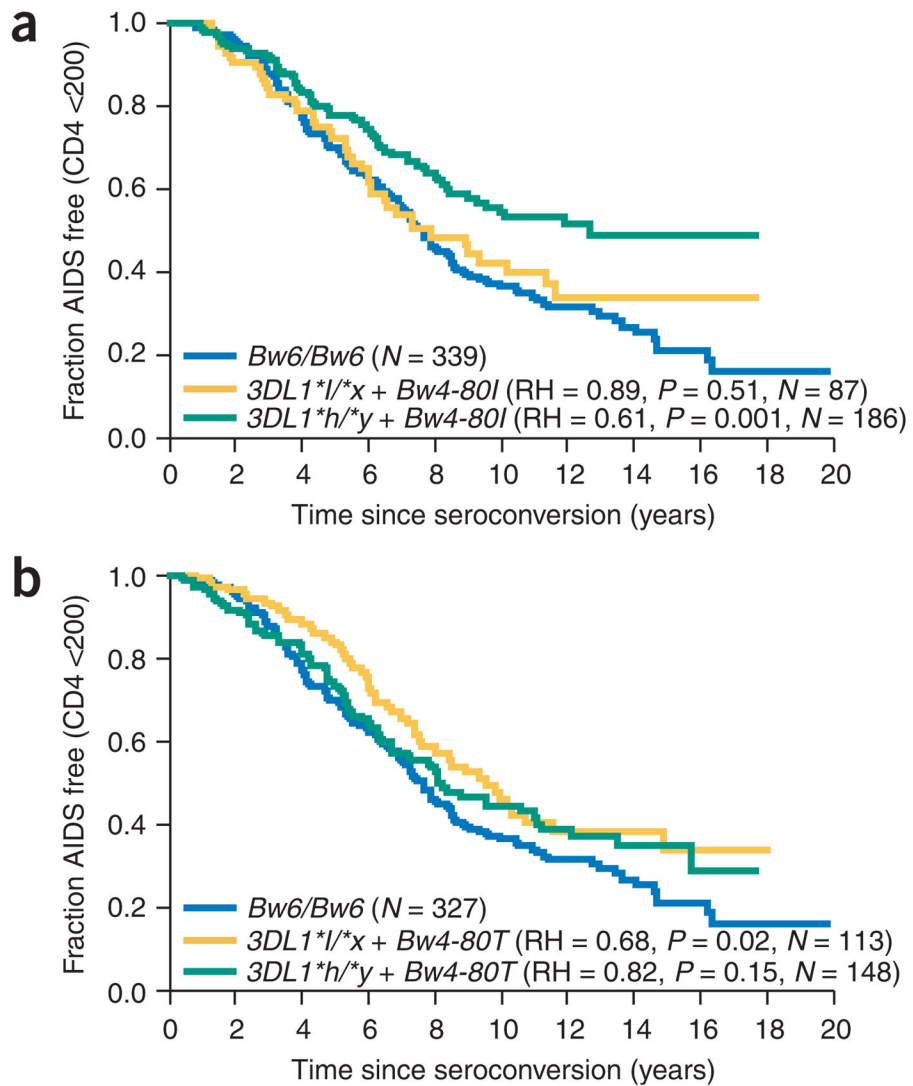 a
Fraction AIDS free (CD4 <200)
1.0
0.8
0.6
0.4
0.2
0.0
Bw6/Bw6 (N = 339)
3DL1*l/*x + Bw4-80I (RH = 0.89, P = 0.51, N = 87)
3DL1*h/*y + Bw4-80I (RH = 0.61, P = 0.001, N = 186)
0 2 4 6 8 10 12 14 16 18 20
Time since seroconversion (years)
b
Fraction AIDS free (CD4 <200)
1.0
0.8
0.6
0.4
0.2
0.0
Bw6/Bw6 (N = 327)
3DL1*l/*x + Bw4-80T (RH = 0.68, P = 0.02, N = 113)
3DL1*h/*y + Bw4-80T (RH = 0.82, P = 0.15, N = 148)
0 2 4 6 8 10 12 14 16 18 20
Time since seroconversion (years)